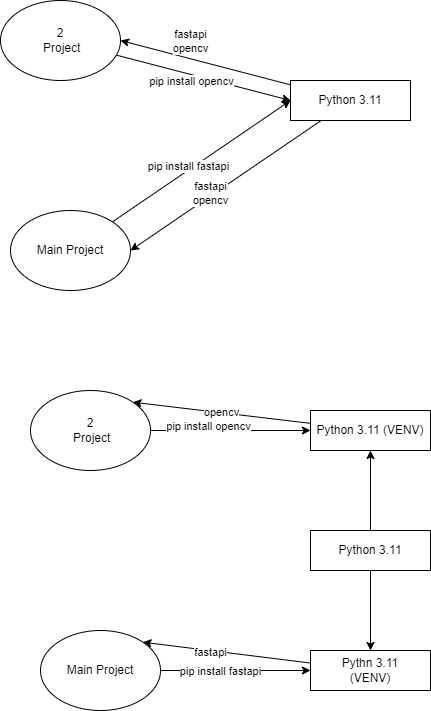 fastapi
opencv
2
Project
pip install opencv
Python 3.11
pip install fastapi
fastapi
opencv
Main Project
opencv
2
Project
pip install opencv
Python 3.11 (VENV)
Python 3.11
fastapi
Main Project
pip install fastapi
Pythn 3.11
(VENV)